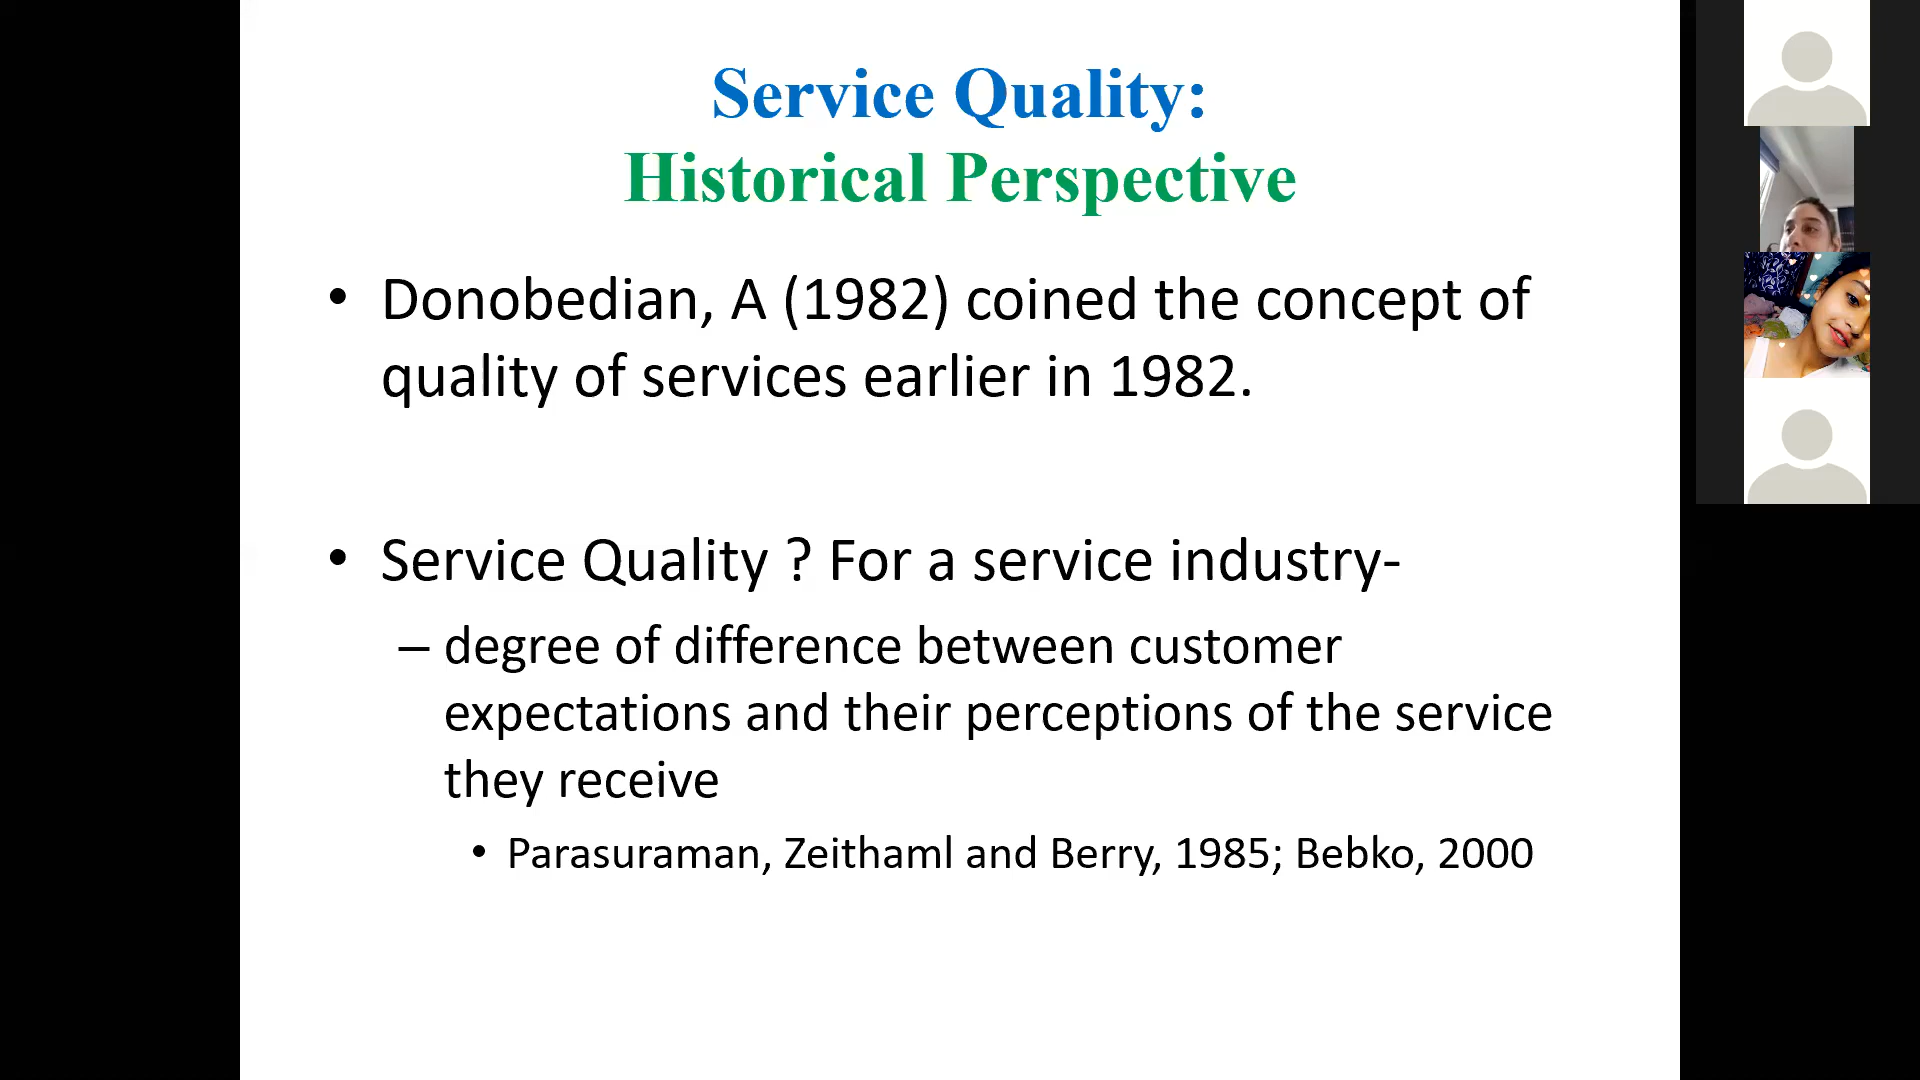 Service Quality:
Historical Perspective
• Donobedian, A (1982) coined the concept of
quality of services earlier in 1982.
• Service Quality ? For a service industry-
– degree of difference between customer
expectations and their perceptions of the service
they receive
• Parasuraman, Zeithaml and Berry, 1985; Bebko, 2000